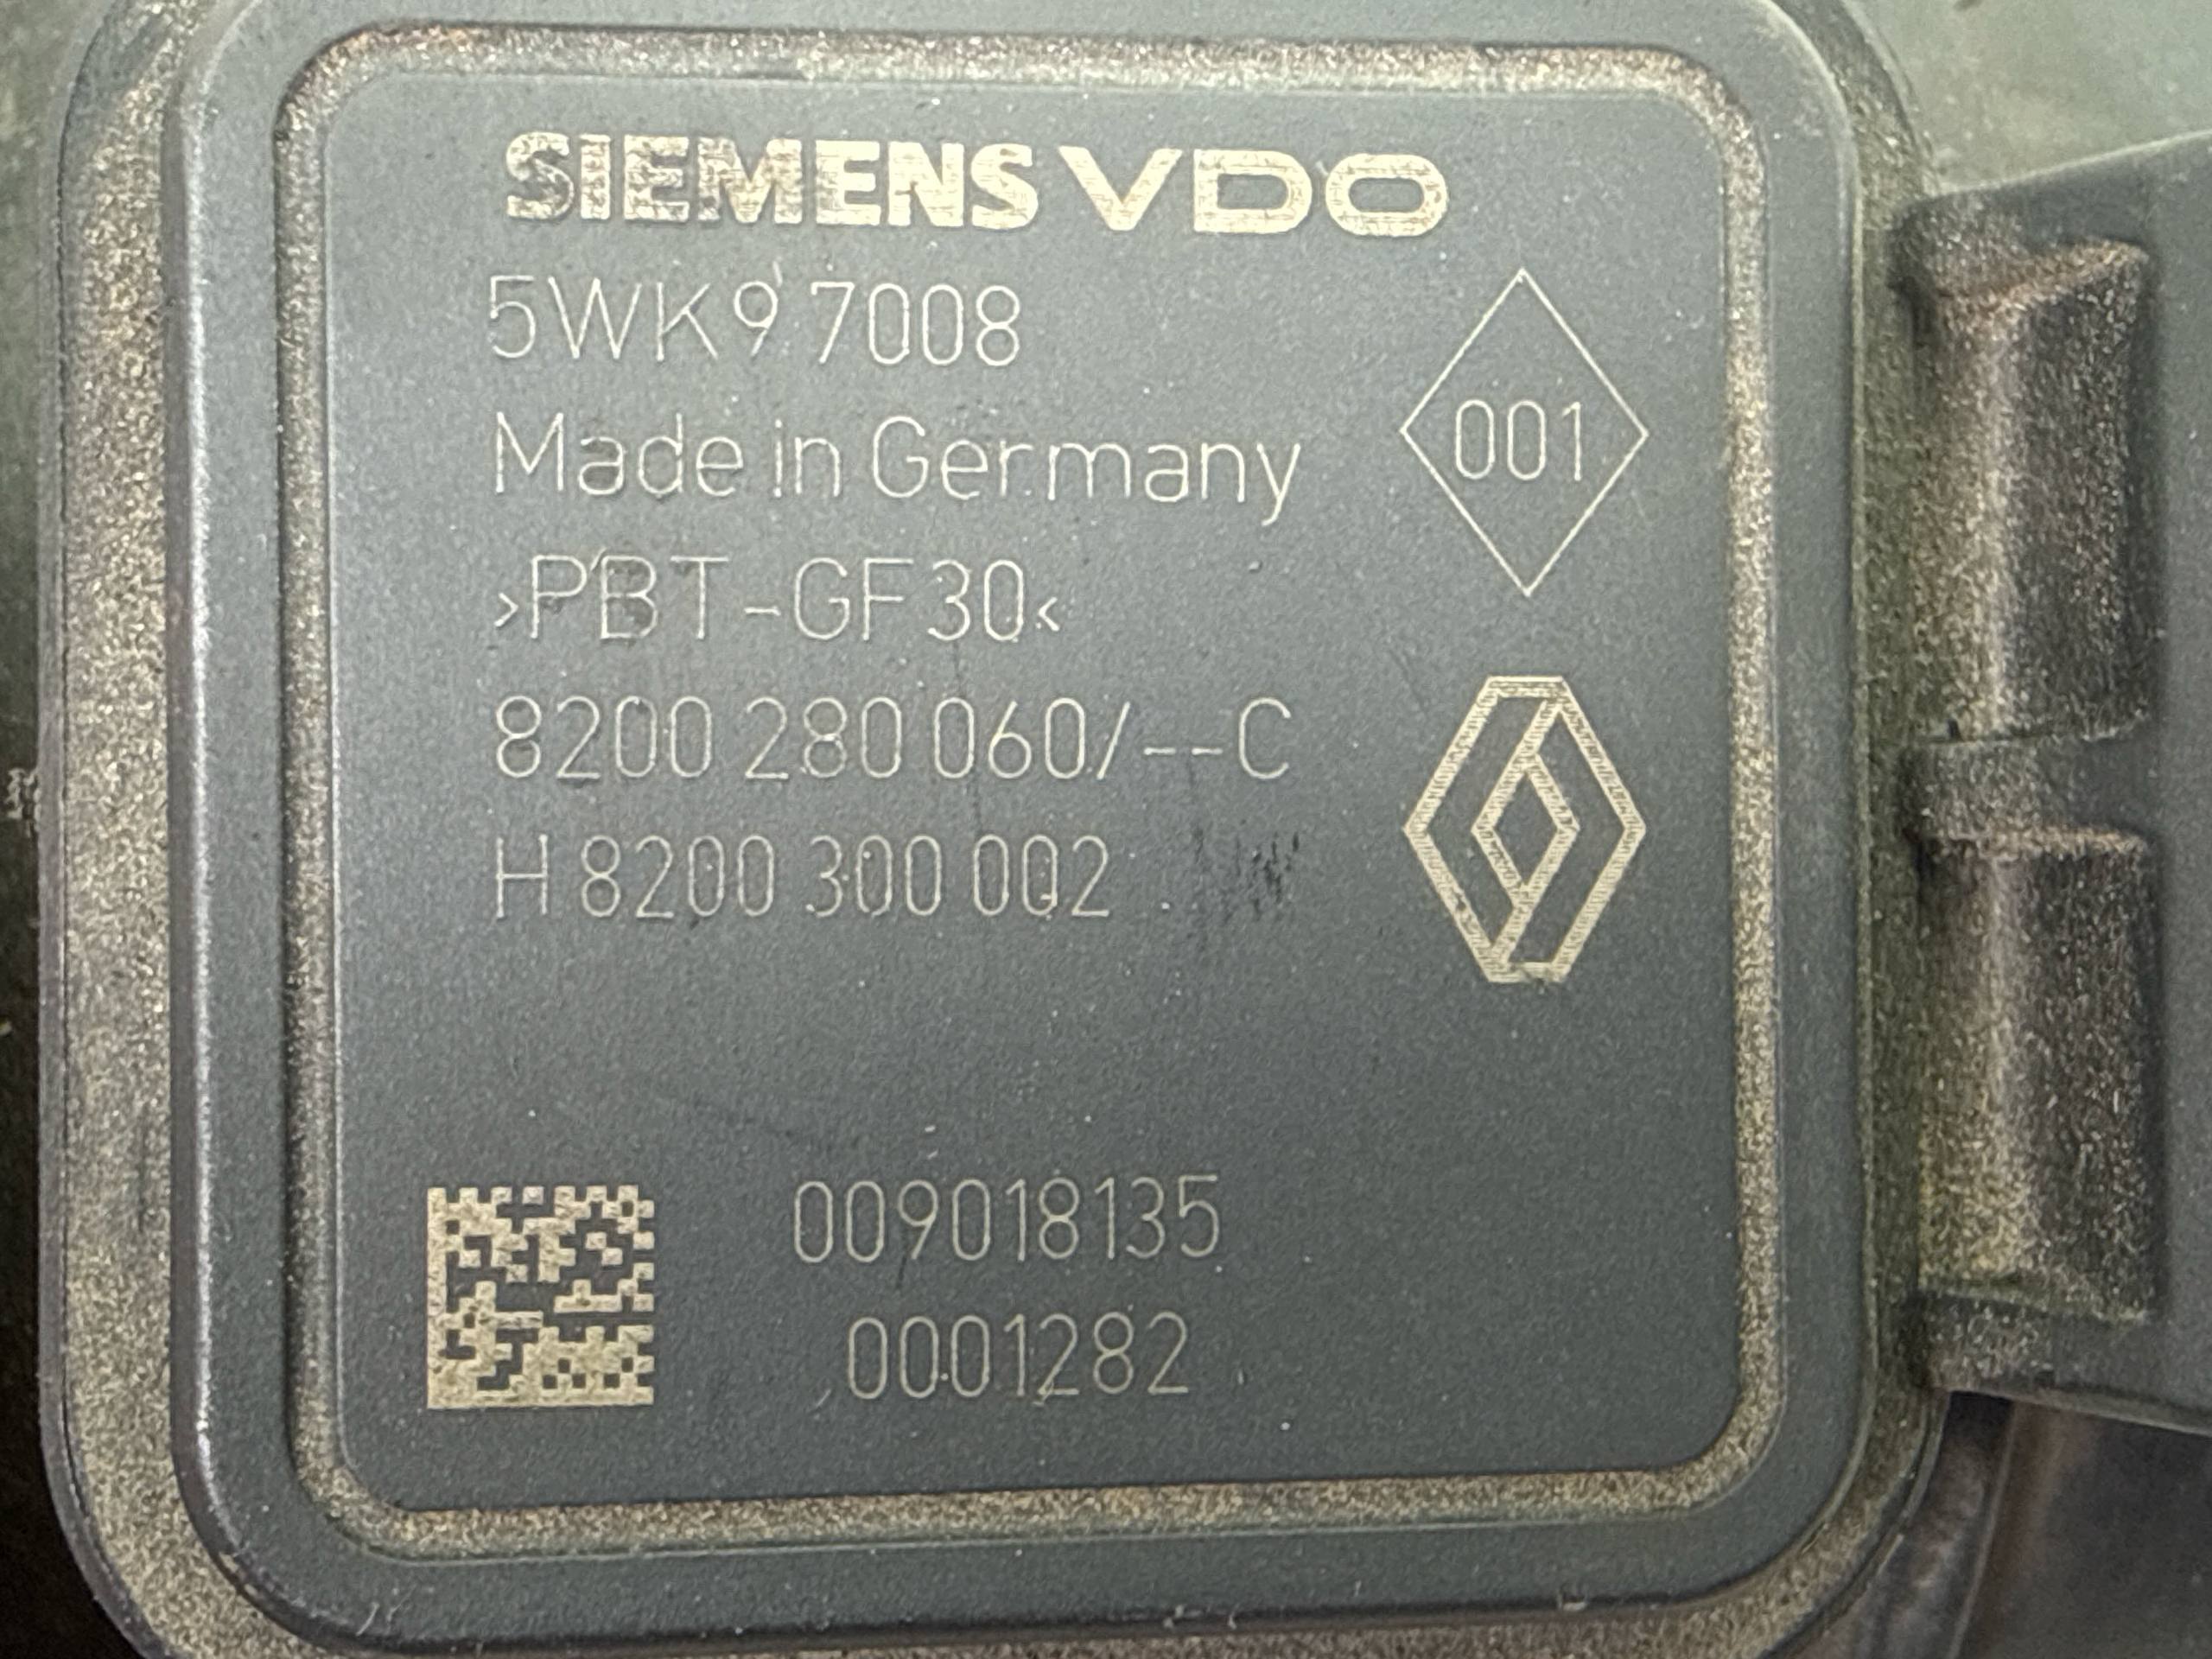 SIEMENS VDO
5WK9 7008
Made in Germany
001
>PBT-GF30<
8200 280 060/--C
H 8200 300 002
009018135
0001282